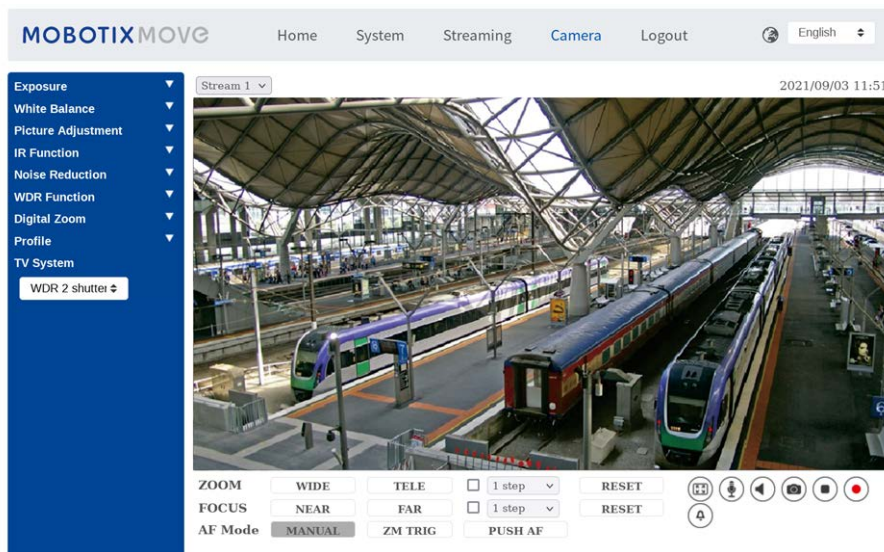 MOBOTIX MOVE
Home
System
Streaming
Camera
Logout
English
Exposure
White Balance
Picture Adjustment
IR Function
Noise Reduction
WDR Function
Digital Zoom
Profile
TV System
WDR 2 shutter
Stream 1
2021/09/03 11:51
ZOOM WIDE TELE 1 step RESET
FOCUS NEAR FAR 1 step RESET
AF Mode MANUAL ZM TRIG PUSH AF